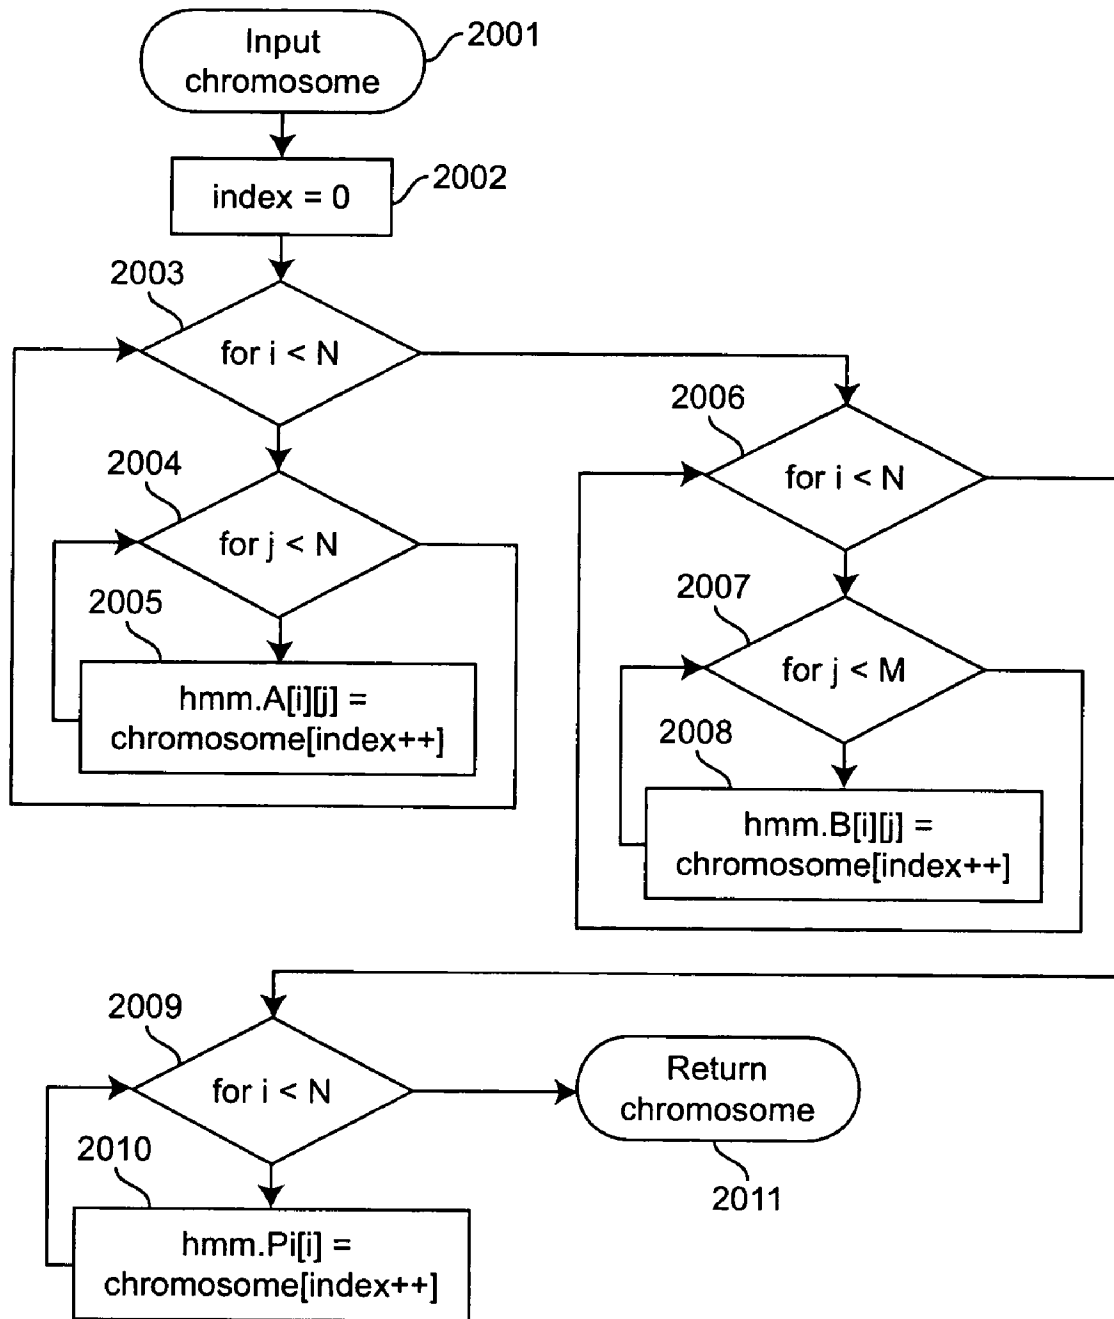 Input
chromosome
2001
index = 0
2002
2003
for i < N
2004
for j < N
2005
hmm.A[i][j] =
chromosome[index++]
2006
for i < N
2007
for j < M
2008
hmm.B[i][j] =
chromosome[index++]
2009
for i < N
2010
hmm.Pi[i] =
chromosome[index++]
Return
chromosome
2011